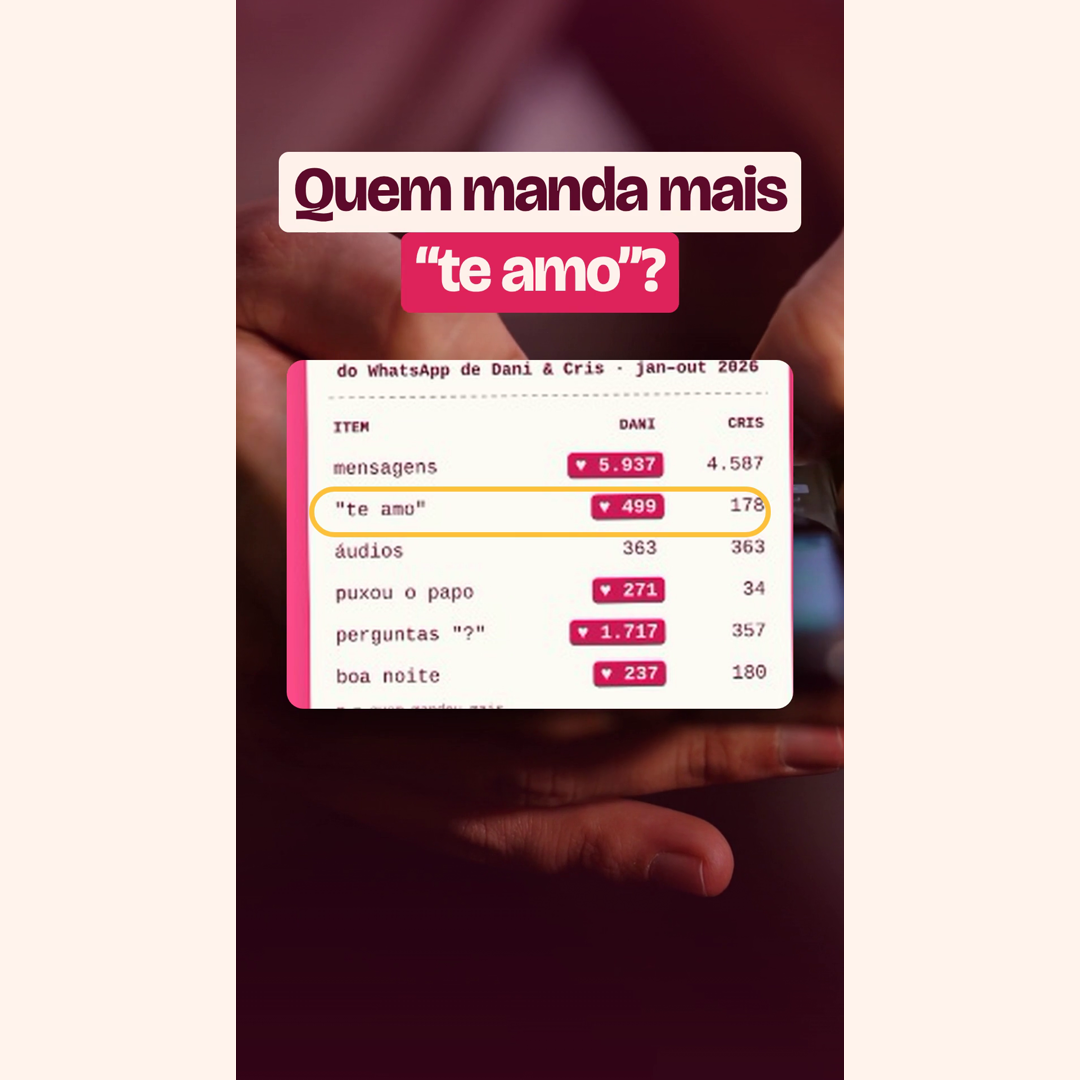 Quem manda mais
“te amo”?
do WhatsApp de Dani & Cris · jan–out 2026
ITEM DANI CRIS
mensagens ♥ 5.937 4.587
"te amo" ♥ 499 178
áudios 363 363
puxou o papo ♥ 271 34
perguntas "?" ♥ 1.717 357
boa noite ♥ 237 180